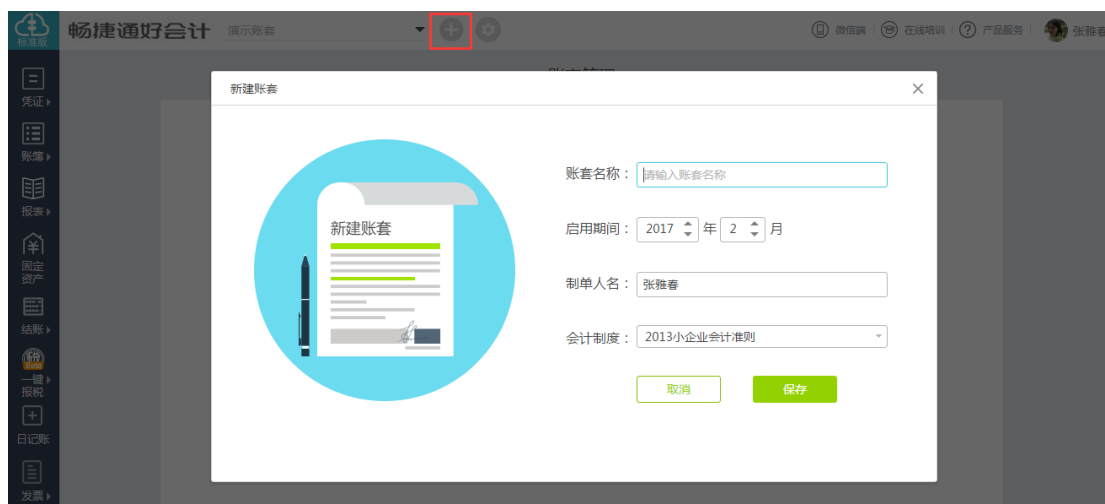 标准版
畅捷通好会计
演示账套
微信端
在线培训
产品服务
张雅春
凭证
账簿
报表
固定
资产
结账
一键
报税
日记账
发票
账套管理
新建账套
新建账套
账套名称：
请输入账套名称
启用期间：
2017 年 2 月
制单人名：
张雅春
会计制度：
2013小企业会计准则
取消
保存